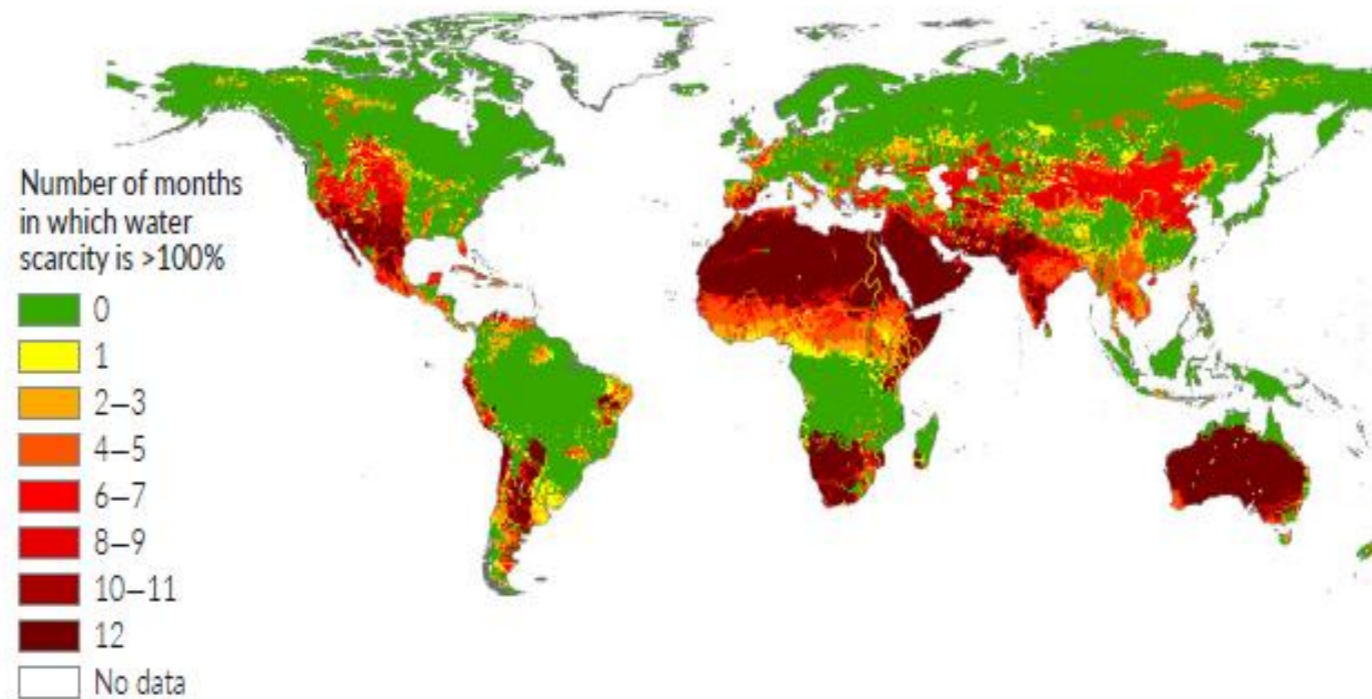 Number of months
in which water
scarcity is >100%
0
1
2–3
4–5
6–7
8–9
10–11
12
No data